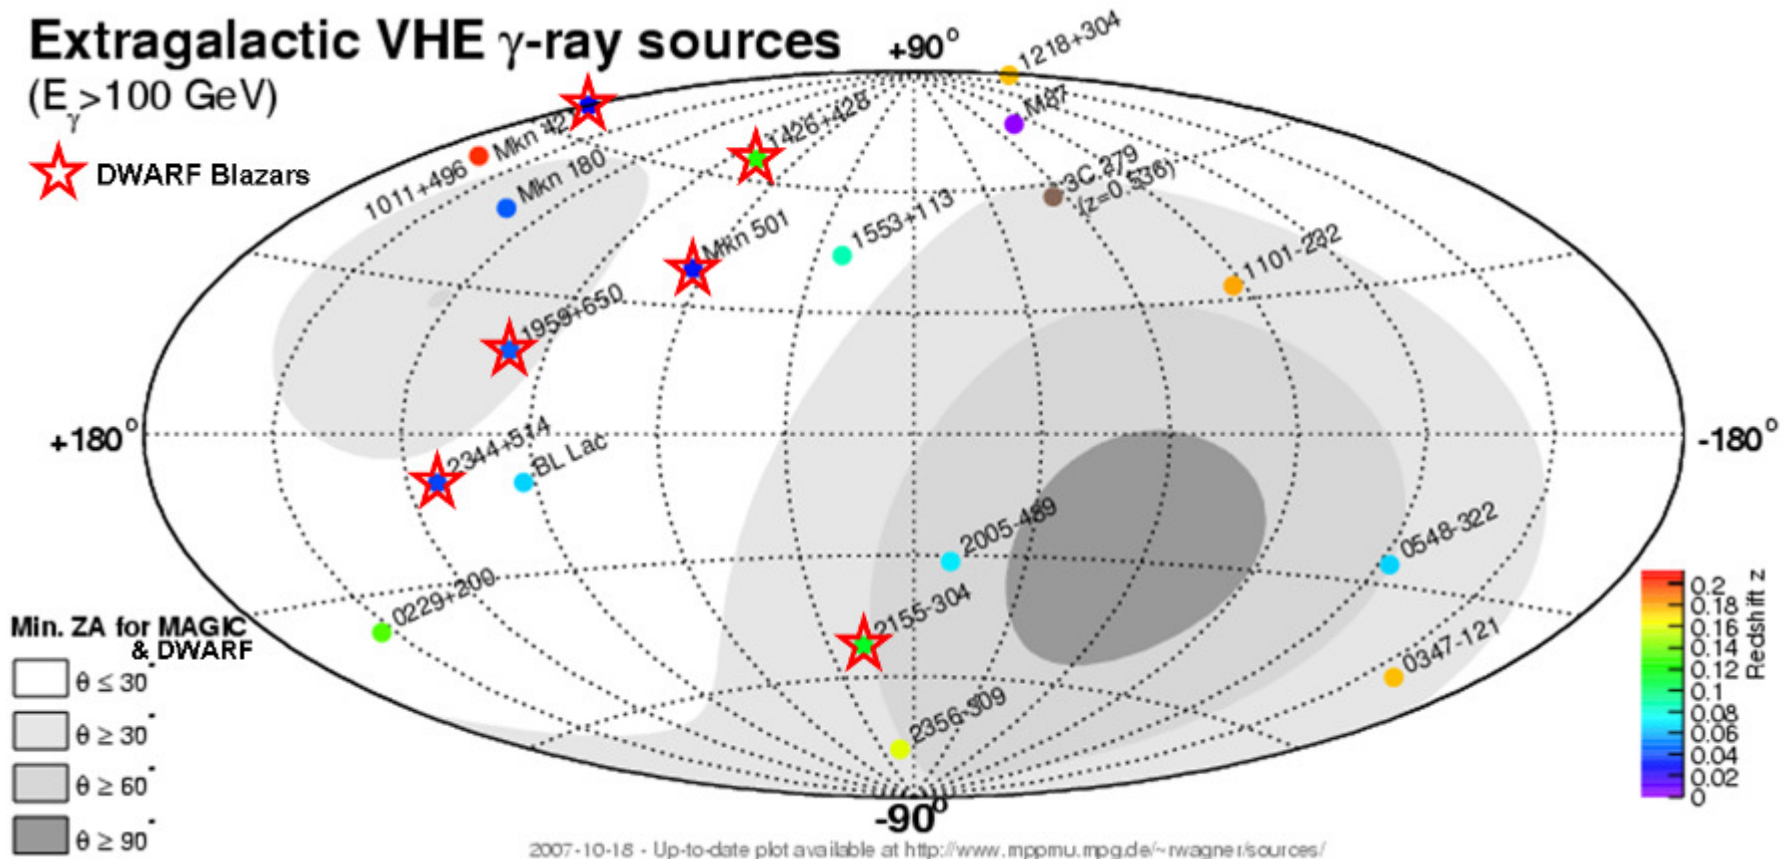 Extragalactic VHE γ-ray sources
(Eγ>100 GeV)
DWARF Blazars
+90°
1218+304
M87
Mkn 421
1426+428
1011+496
Mkn 180
3C 279
(z=0.536)
Mkn 501
1553+113
1101-232
1959+650
+180°
-180°
2344+514
BL Lac
2005-489
0548-322
0229+200
2155-304
0347-121
2356-309
-90°
Min. ZA for MAGIC
& DWARF
θ ≤ 30°
θ ≥ 30°
θ ≥ 60°
θ ≥ 90°
0.2
0.18
0.16
0.14
0.12
0.1
0.08
0.06
0.04
0.02
0
Redshift z
2007-10-18 - Up-to-date plot available at http://www.mppmu.mpg.de/~rwagner/sources/